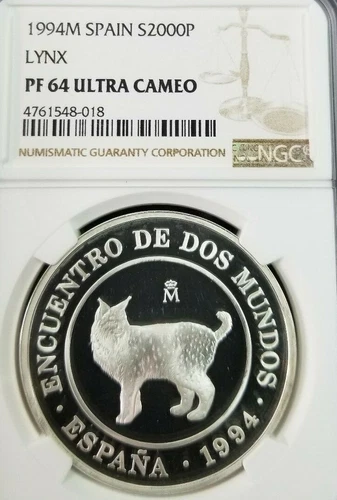 1994M SPAIN S2000P
LYNX
PF 64 ULTRA CAMEO
4761548-018
NUMISMATIC GUARANTY CORPORATION
NGC
M
· ENCUENTRO DE DOS MUNDOS ·
ESPAÑA · 1994 ·